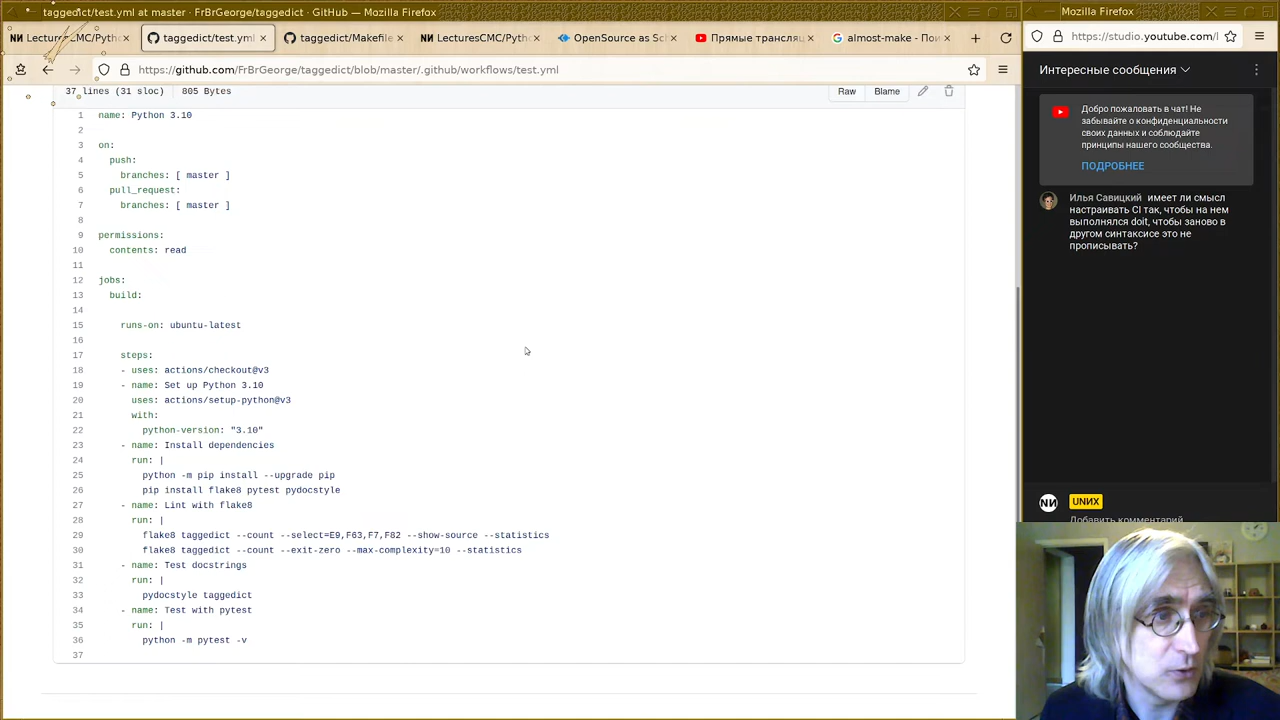 taggedict/test.yml at master · FrBrGeorge/taggedict · GitHub — Mozilla Firefox
Mozilla Firefox
LecturesCMC/Pyth
taggedict/test.yml
taggedict/Makefile
LecturesCMC/Pyth
OpenSource as Sc
Прямые трансляц
almost-make - Пои
https://github.com/FrBrGeorge/taggedict/blob/master/.github/workflows/test.yml
https://studio.youtube.com/l
37 lines (31 sloc)
805 Bytes
Raw
Blame
1 name: Python 3.10
2
3 on:
4 push:
5 branches: [ master ]
6 pull_request:
7 branches: [ master ]
8
9 permissions:
10 contents: read
11
12 jobs:
13 build:
14
15 runs-on: ubuntu-latest
16
17 steps:
18 - uses: actions/checkout@v3
19 - name: Set up Python 3.10
20 uses: actions/setup-python@v3
21 with:
22 python-version: "3.10"
23 - name: Install dependencies
24 run: |
25 python -m pip install --upgrade pip
26 pip install flake8 pytest pydocstyle
27 - name: Lint with flake8
28 run: |
29 flake8 taggedict --count --select=E9,F63,F7,F82 --show-source --statistics
30 flake8 taggedict --count --exit-zero --max-complexity=10 --statistics
31 - name: Test docstrings
32 run: |
33 pydocstyle taggedict
34 - name: Test with pytest
35 run: |
36 python -m pytest -v
37
Интересные сообщения
Добро пожаловать в чат! Не
забывайте о конфиденциальности
своих данных и соблюдайте
принципы нашего сообщества.
ПОДРОБНЕЕ
Илья Савицкий имеет ли смысл
настраивать CI так, чтобы на нем
выполнялся doit, чтобы заново в
другом синтаксисе это не
прописывать?
UNИX
Добавить комментарий